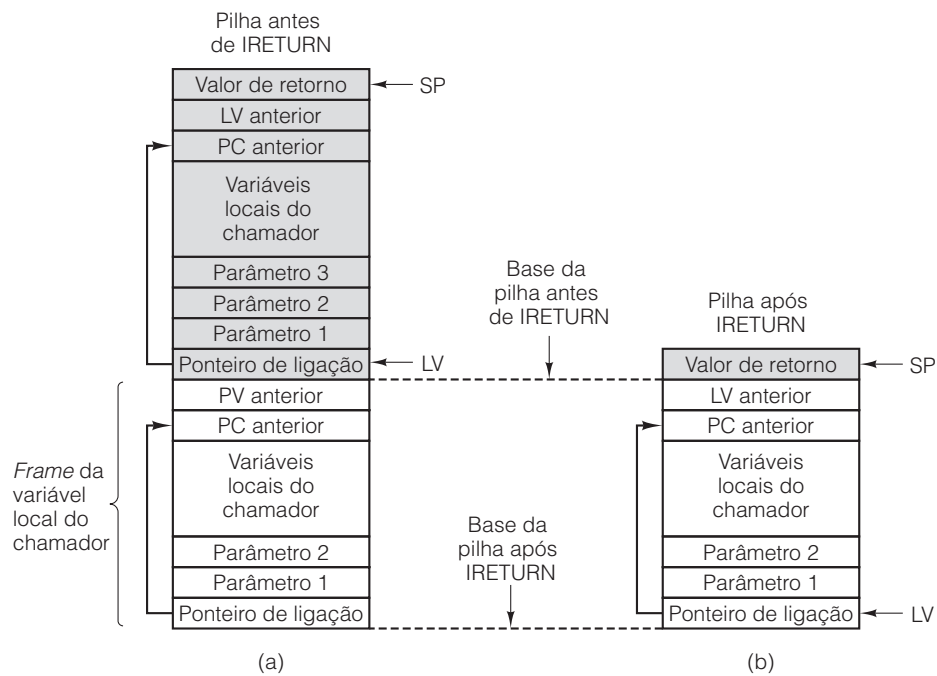 Pilha antes
de IRETURN
Valor de retorno
SP
LV anterior
PC anterior
Variáveis
locais do
chamador
Parâmetro 3
Parâmetro 2
Parâmetro 1
Ponteiro de ligação
LV
PV anterior
PC anterior
Variáveis
locais do
chamador
Parâmetro 2
Parâmetro 1
Ponteiro de ligação
Frame da
variável
local do
chamador
(a)
Base da
pilha antes
de IRETURN
Base da
pilha após
IRETURN
Pilha após
IRETURN
Valor de retorno
SP
LV anterior
PC anterior
Variáveis
locais do
chamador
Parâmetro 2
Parâmetro 1
Ponteiro de ligação
LV
(b)